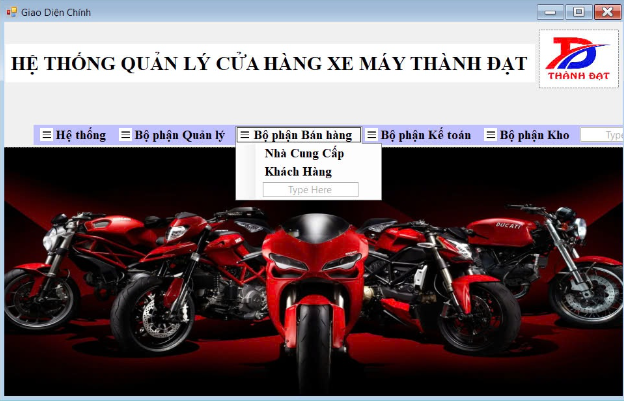 Giao Diện Chính
HỆ THỐNG QUẢN LÝ CỬA HÀNG XE MÁY THÀNH ĐẠT
THÀNH ĐẠT
Hệ thống Bộ phận Quản lý Bộ phận Bán hàng Bộ phận Kế toán Bộ phận Kho Type
Nhà Cung Cấp
Khách Hàng
Type Here
DUCATI